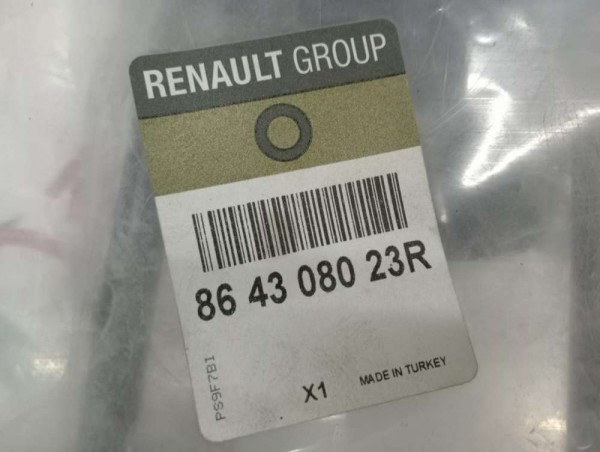 RENAULT GROUP
86 43 080 23R
PS9F7BI
X1
MADE IN TURKEY